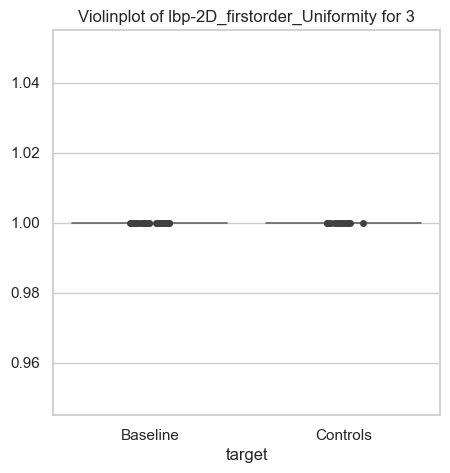 Violinplot of lbp-2D_firstorder_Uniformity for 3
1.04
1.02
1.00
0.98
0.96
Baseline Controls
target